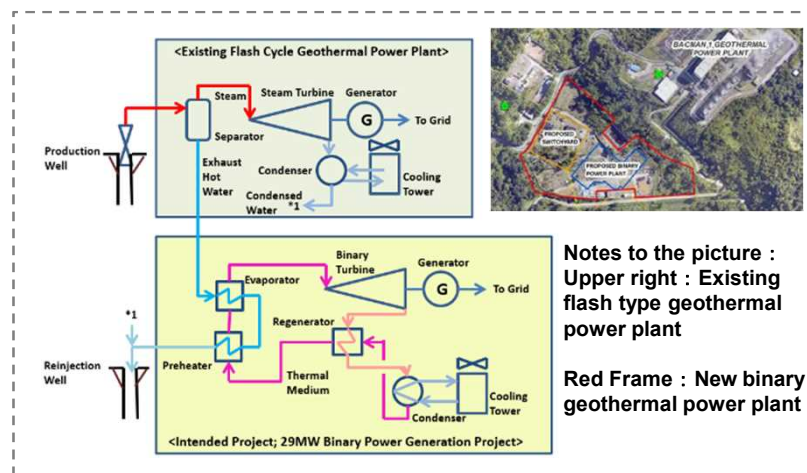 <Existing Flash Cycle Geothermal Power Plant>
Steam
Steam Turbine
Generator
G
To Grid
Separator
Production
Well
Exhaust
Hot
Water
Condenser
Condensed
Water
*1
Cooling
Tower
BACMAN 1 GEOTHERMAL
POWER PLANT
PROPOSED
SWITCHYARD
PROPOSED BINARY
POWER PLANT
Binary
Turbine
Generator
Evaporator
G
To Grid
*1
Regenerator
Reinjection
Well
Preheater
Thermal
Medium
Cooling
Tower
Condenser
<Intended Project; 29MW Binary Power Generation Project>
Notes to the picture :
Upper right : Existing
flash type geothermal
power plant
Red Frame : New binary
geothermal power plant